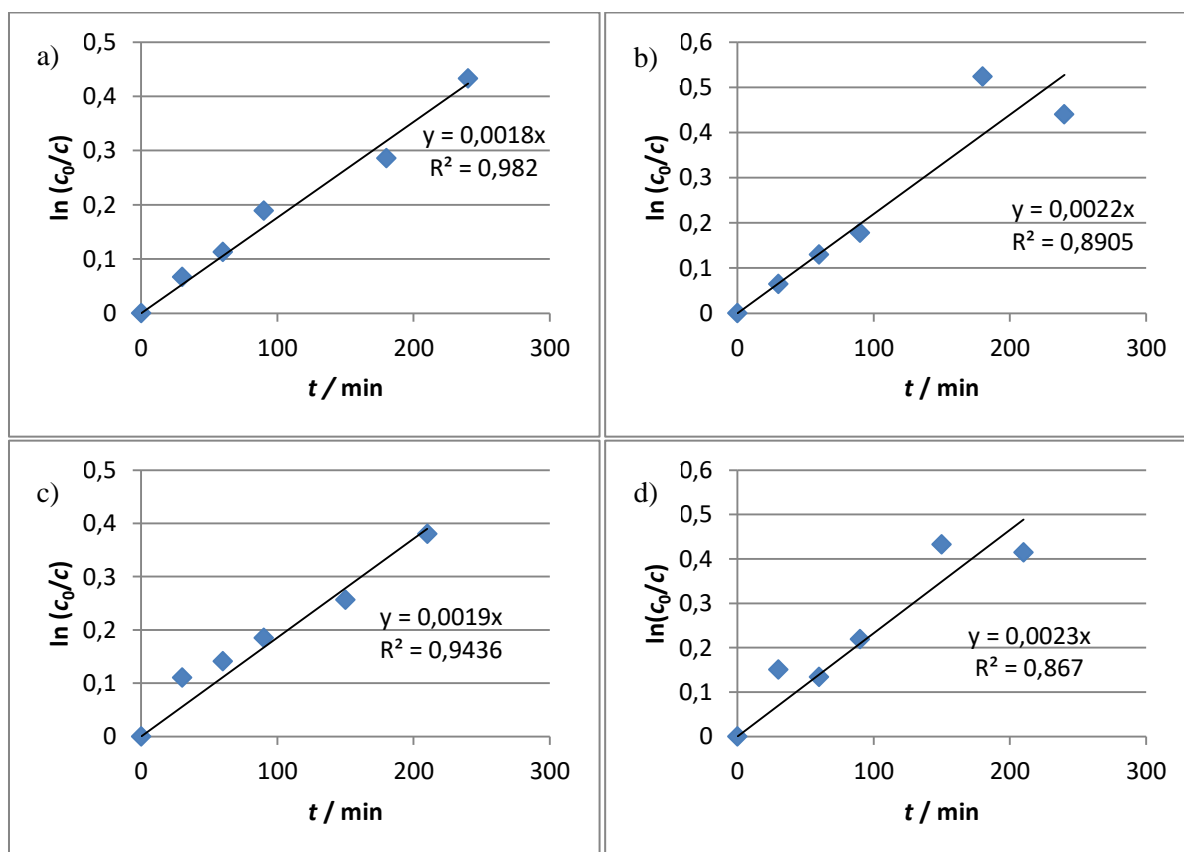 a)
0,5
0,4
0,3
0,2
0,1
0
ln (c₀/c)
y = 0,0018x
R² = 0,982
0 100 200 300
t / min
b)
0,6
0,5
0,4
0,3
0,2
0,1
0
ln (c₀/c)
y = 0,0022x
R² = 0,8905
0 100 200 300
t / min
c)
0,5
0,4
0,3
0,2
0,1
0
ln (c₀/c)
y = 0,0019x
R² = 0,9436
0 100 200 300
t / min
d)
0,6
0,5
0,4
0,3
0,2
0,1
0
ln(c₀/c)
y = 0,0023x
R² = 0,867
0 100 200 300
t / min